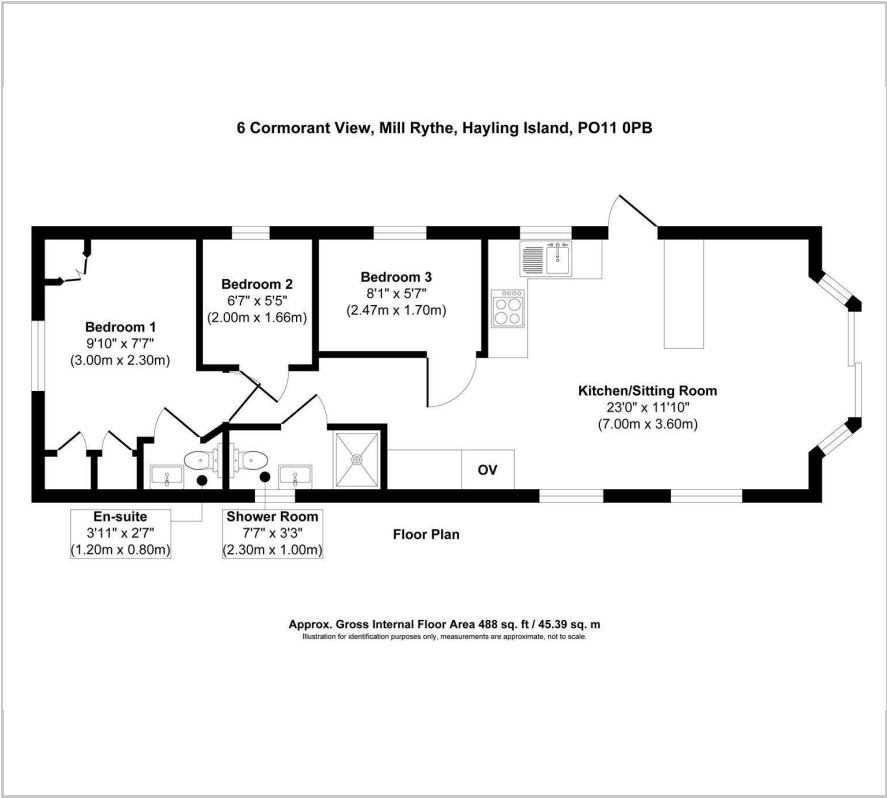 6 Cormorant View, Mill Rythe, Hayling Island, PO11 0PB
Bedroom 1
9'10" x 7'7"
(3.00m x 2.30m)
Bedroom 2
6'7" x 5'5"
(2.00m x 1.66m)
Bedroom 3
8'1" x 5'7"
(2.47m x 1.70m)
Kitchen/Sitting Room
23'0" x 11'10"
(7.00m x 3.60m)
OV
En-suite
3'11" x 2'7"
(1.20m x 0.80m)
Shower Room
7'7" x 3'3"
(2.30m x 1.00m)
Floor Plan
Approx. Gross Internal Floor Area 488 sq. ft / 45.39 sq. m
Illustration for identification purposes only, measurements are approximate, not to scale.